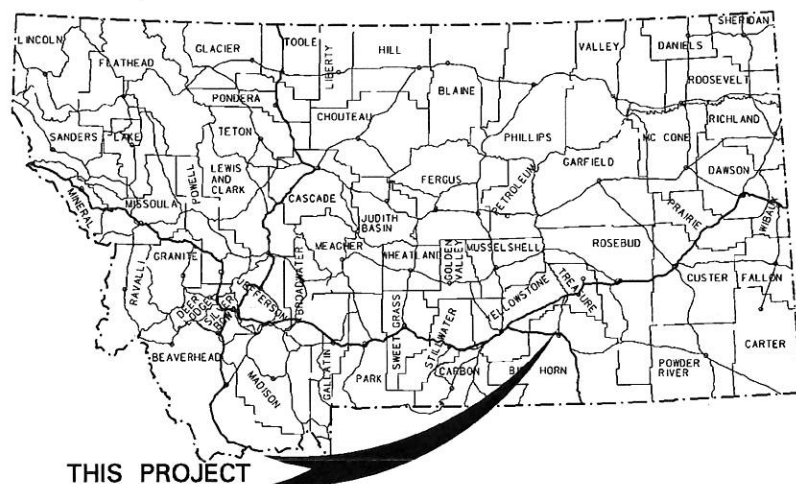 SHERIDAN
LINCOLN
GLACIER
TOOLE
LIBERTY
HILL
VALLEY
DANIELS
FLATHEAD
ROOSEVELT
BLAINE
PONDERA
CHOUTEAU
RICHLAND
PHILLIPS
MC CONE
SANDERS
LAKE
TETON
GARFIELD
DAWSON
LEWIS
AND
CLARK
POWELL
FERGUS
PETROLEUM
MINERAL
MISSOULA
CASCADE
JUDITH
BASIN
PRAIRIE
WIBAUX
MEAGHER
WHEATLAND
GOLDEN
VALLEY
MUSSELSHELL
ROSEBUD
GRANITE
BROADWATER
TREASURE
CUSTER
FALLON
RAVALLI
DEER
LODGE
SILVER
BOW
JEFFERSON
YELLOWSTONE
SWEET GRASS
STILLWATER
BEAVERHEAD
MADISON
GALLATIN
PARK
CARBON
BIG HORN
POWDER
RIVER
CARTER
THIS PROJECT